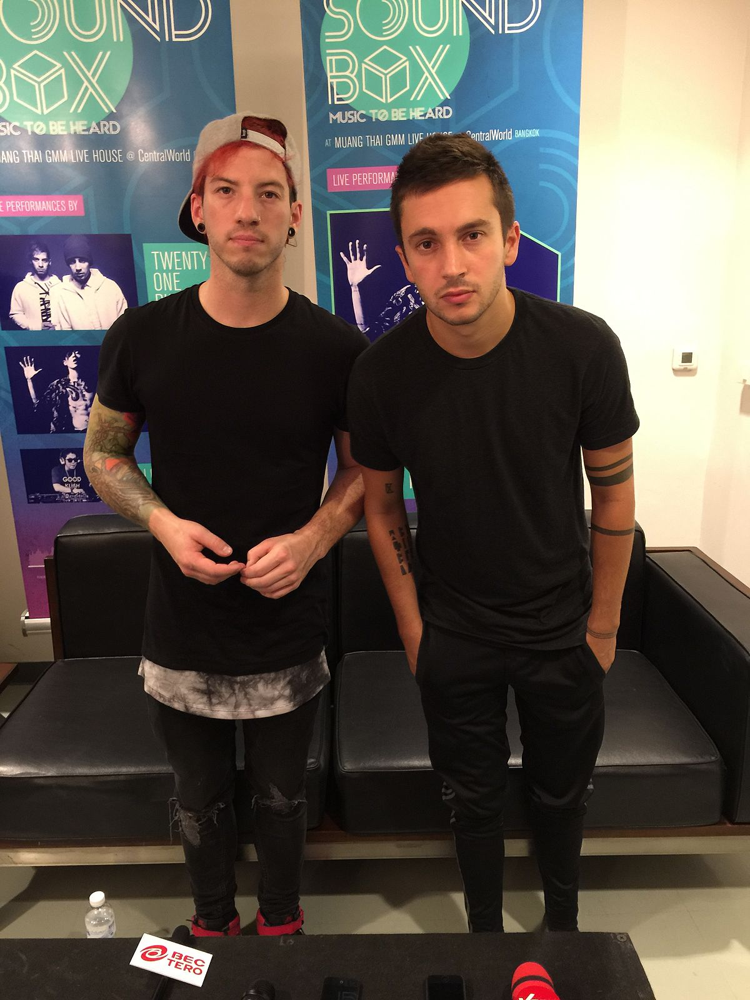 SOUND
BOX
MUSIC TO BE HEARD
MUANG THAI GMM LIVE HOUSE @ CentralWorld
PERFORMANCES BY
TWENTY
ONE
GOOD
KUSH
SOUND
BOX
MUSIC TO BE HEARD
AT MUANG THAI GMM LIVE HOUSE CentralWorld BANGKOK
LIVE PERFORMA
BEC
TERO